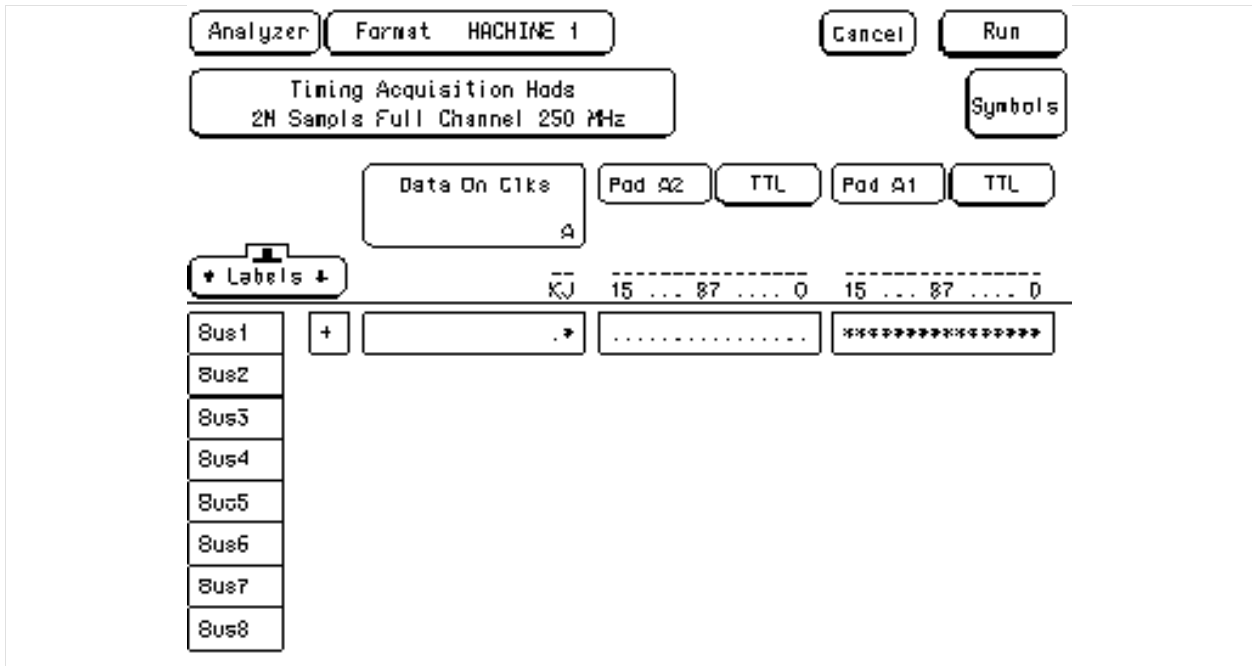 Analyzer Format MACHINE 1 Cancel Run
Timing Acquisition Mode
2M Sample Full Channel 250 MHz
Symbols
Data On Clks Pod A2 TTL Pod A1 TTL
A
Labels
KJ 15 ... 87 .... 0 15 ... 87 .... 0
Bus1 + .* ................ ****************
Bus2
Bus3
Bus4
Bus5
Bus6
Bus7
Bus8